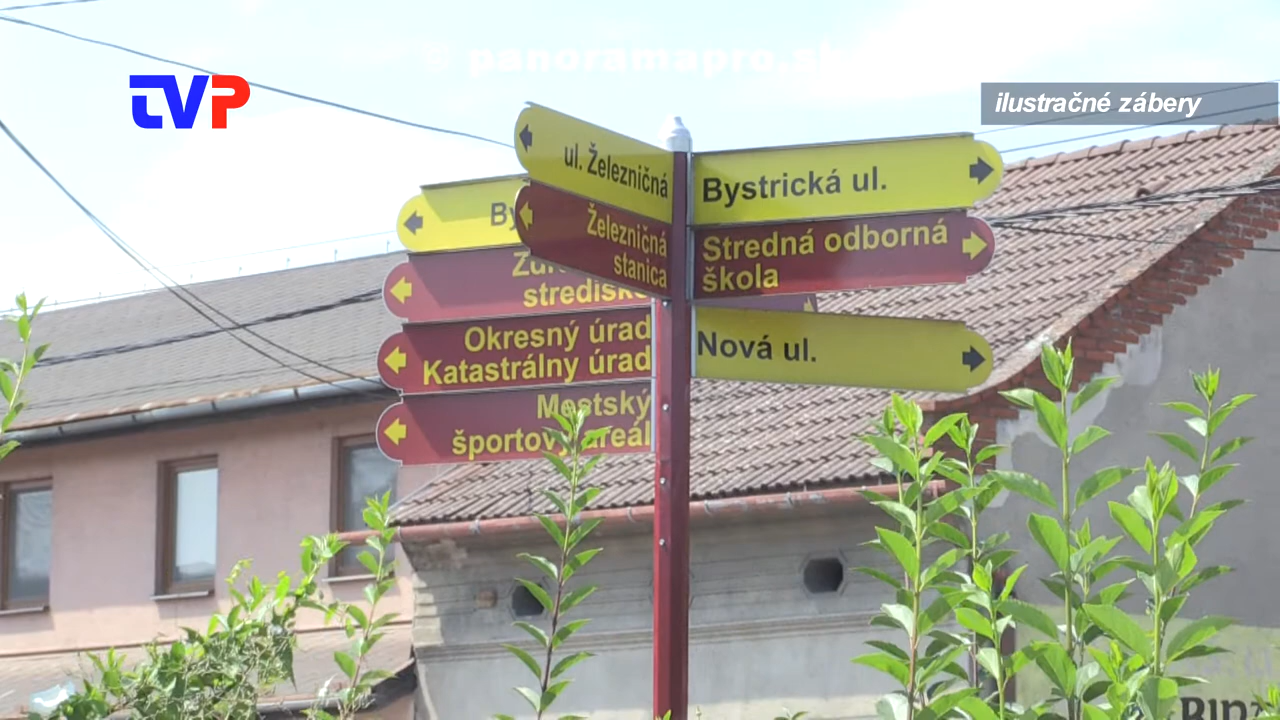 © panoramapro.sk
TVP
ilustračné zábery
ul. Železničná
Železničná
stanica
Bystrická ul.
Stredná odborná
škola
Nová ul.
Okresný úrad
Katastrálny úrad
Mestský
športový areál